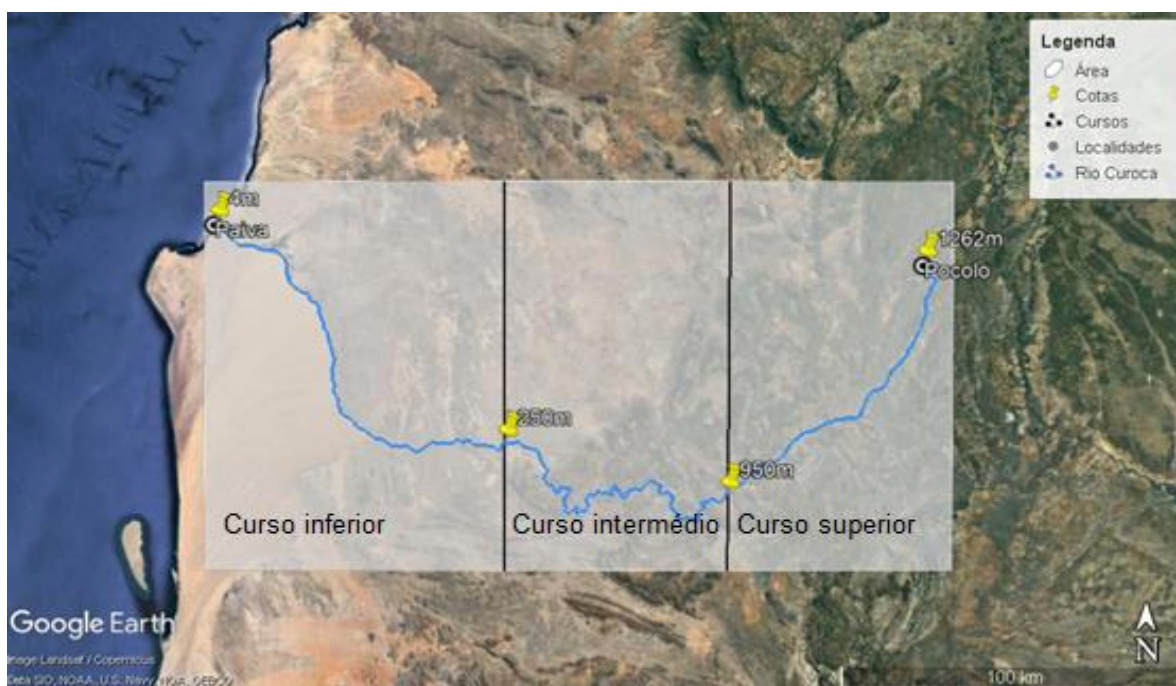 Legenda
Área
Cotas
Cursos
Localidades
Rio Curoca
4m
Paiva
1262m
Pocolo
250m
950m
Curso inferior
Curso intermédio
Curso superior
Google Earth
Image Landsat / Copernicus
Data SIO, NOAA, U.S. Navy, NGA, GEBCO
N
100 km